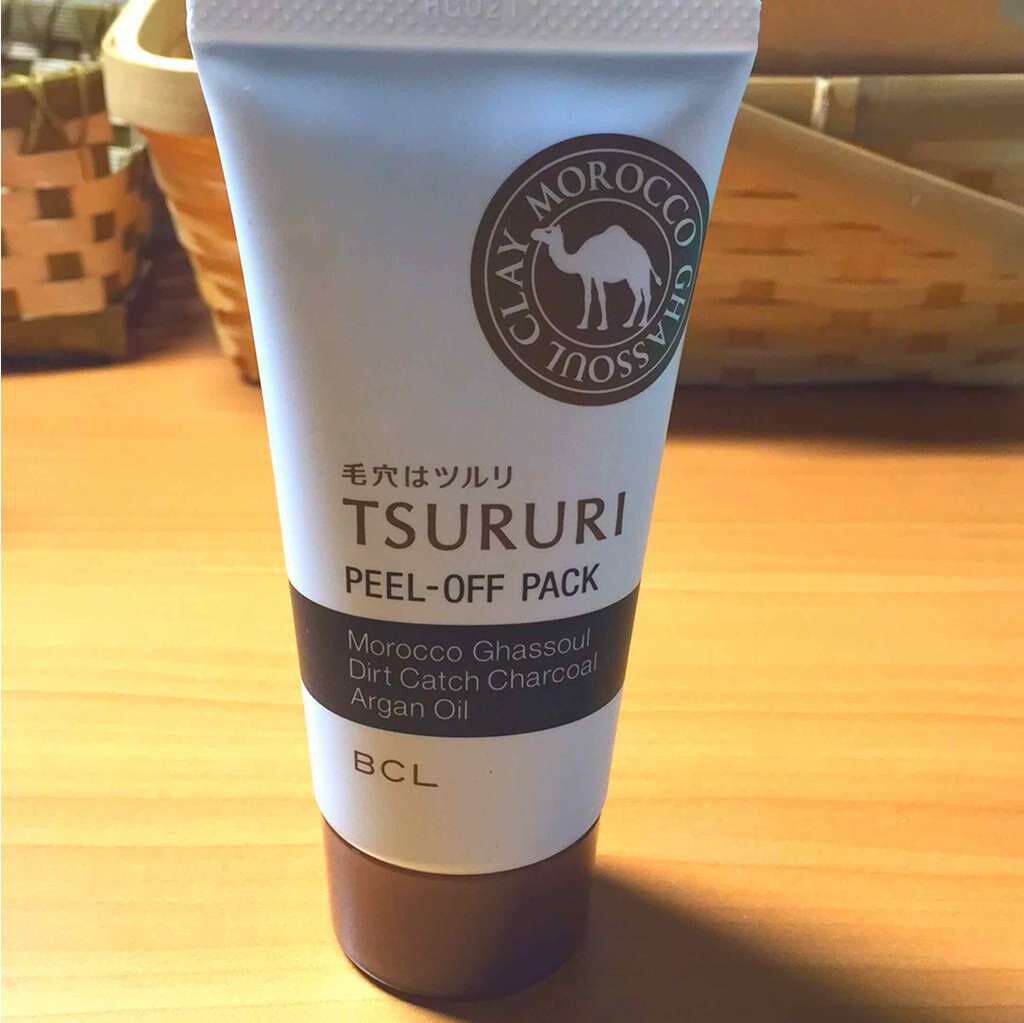 HG021
MOROCCO GHASSOUL CLAY
毛穴はツルリ
TSURURI
PEEL-OFF PACK
Morocco Ghassoul
Dirt Catch Charcoal
Argan Oil
BCL